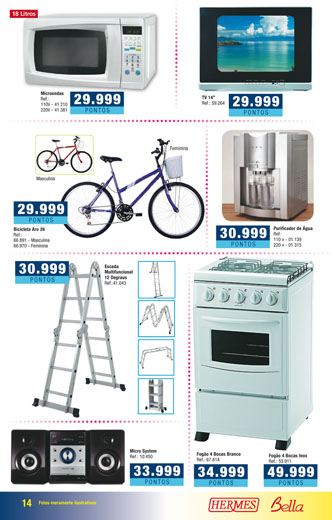 18 Litros
Microondas
Ref.:
110V - 41.210
220V - 41.381
29.999
PONTOS
TV 14"
Ref.: 59.264
29.999
PONTOS
Masculina
Feminina
29.999
PONTOS
Bicicleta Aro 26
Ref:
66.891 - Masculina
66.970 - Feminina
30.999
PONTOS
Purificador de Água
Ref:
110 v - 01.139
220 v - 01.315
30.999
PONTOS
Escada
Multifuncional
12 Degraus
Ref.:41.043
Micro System
Ref.: 10.450
33.999
PONTOS
Fogão 4 Bocas Branco
Ref.: 67.614
34.999
PONTOS
Fogão 4 Bocas Inox
Ref.: 53.911
49.999
PONTOS
14
Fotos meramente ilustrativas
HERMES
Bella